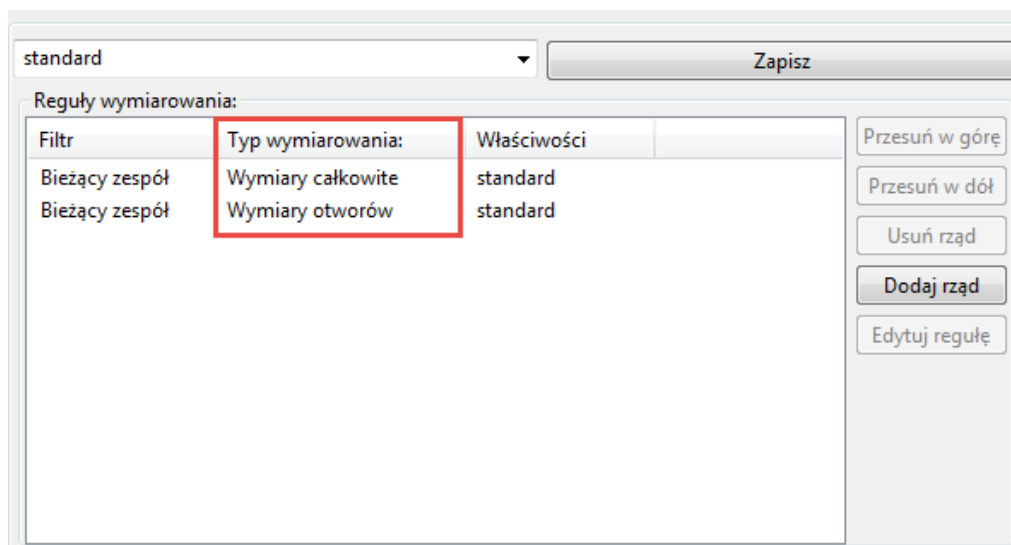 standard
Zapisz
Reguły wymiarowania:
Filtr Typ wymiarowania: Właściwości
Bieżący zespół Wymiary całkowite standard
Bieżący zespół Wymiary otworów standard
Przesuń w górę
Przesuń w dół
Usuń rząd
Dodaj rząd
Edytuj regułę